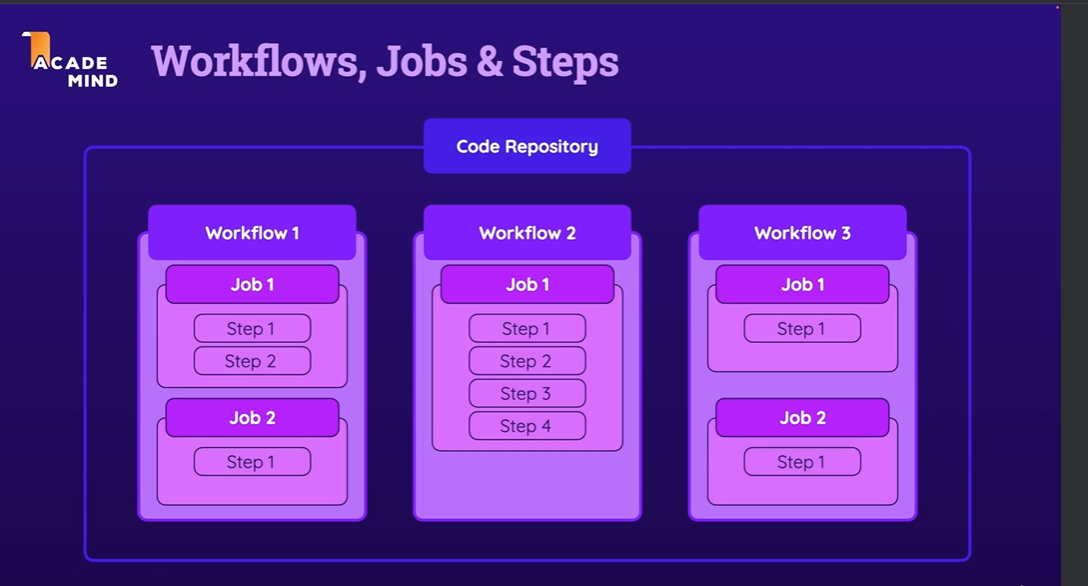 ACADE
MIND
Workflows, Jobs & Steps
Code Repository
Workflow 1
Job 1
Step 1
Step 2
Job 2
Step 1
Workflow 2
Job 1
Step 1
Step 2
Step 3
Step 4
Workflow 3
Job 1
Step 1
Job 2
Step 1